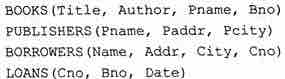 BOOKS(Title, Author, Pname, Bno)
PUBLISHERS(Pname, Paddr, Pcity)
BORROWERS(Name, Addr, City, Cno)
LOANS(Cno, Bno, Date)